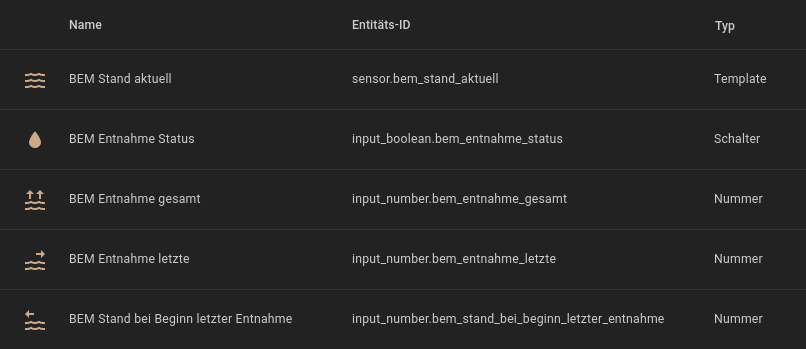 Name Entitäts-ID Typ
BEM Stand aktuell sensor.bem_stand_aktuell Template
BEM Entnahme Status input_boolean.bem_entnahme_status Schalter
BEM Entnahme gesamt input_number.bem_entnahme_gesamt Nummer
BEM Entnahme letzte input_number.bem_entnahme_letzte Nummer
BEM Stand bei Beginn letzter Entnahme input_number.bem_stand_bei_beginn_letzter_entnahme Nummer